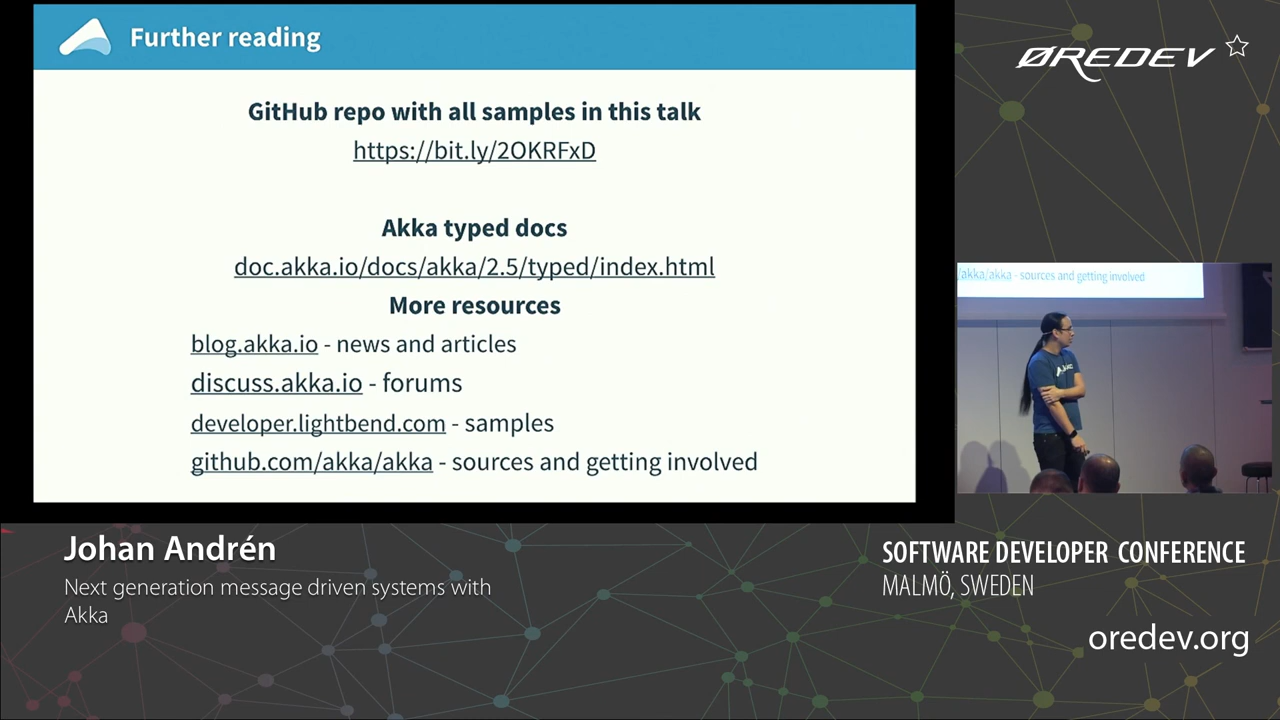 Further reading
GitHub repo with all samples in this talk
https://bit.ly/2OKRFxD
Akka typed docs
doc.akka.io/docs/akka/2.5/typed/index.html
More resources
blog.akka.io - news and articles
discuss.akka.io - forums
developer.lightbend.com - samples
github.com/akka/akka - sources and getting involved
ØREDEV
/akka/akka - sources and getting involved
Johan Andrén
Next generation message driven systems with
Akka
SOFTWARE DEVELOPER CONFERENCE
MALMÖ, SWEDEN
oredev.org